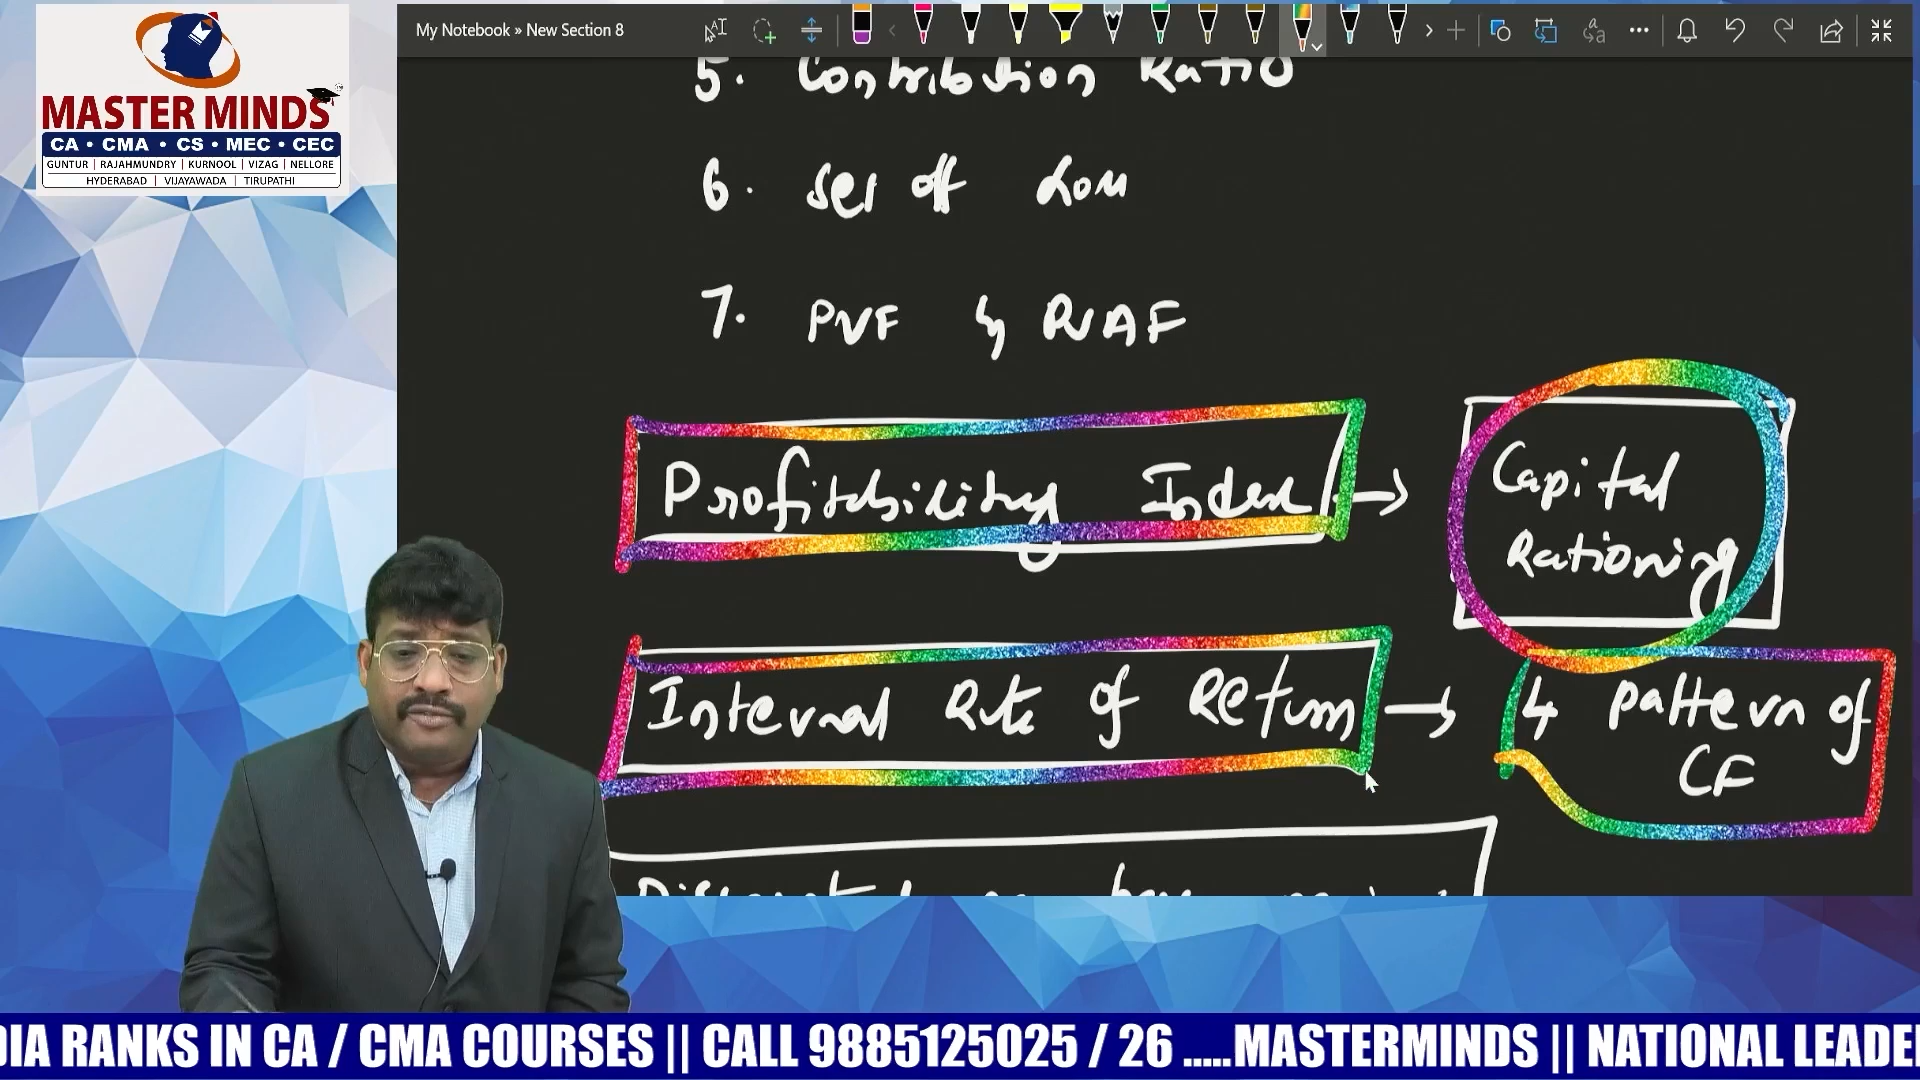 My Notebook » New Section 8
MASTER MINDS
CA • CMA • CS • MEC • CEC
GUNTUR | RAJAHMUNDRY | KURNOOL | VIZAG | NELLORE
HYDERABAD | VIJAYAWADA | TIRUPATHI
5. Contribution Ratio
6. Set off Loss
7. PVF & PVAF
Profitability Index →
Capital
Rationing
Internal Rate of Return →
4 pattern of
CF
DIA RANKS IN CA / CMA COURSES || CALL 9885125025 / 26 .....MASTERMINDS || NATIONAL LEADE